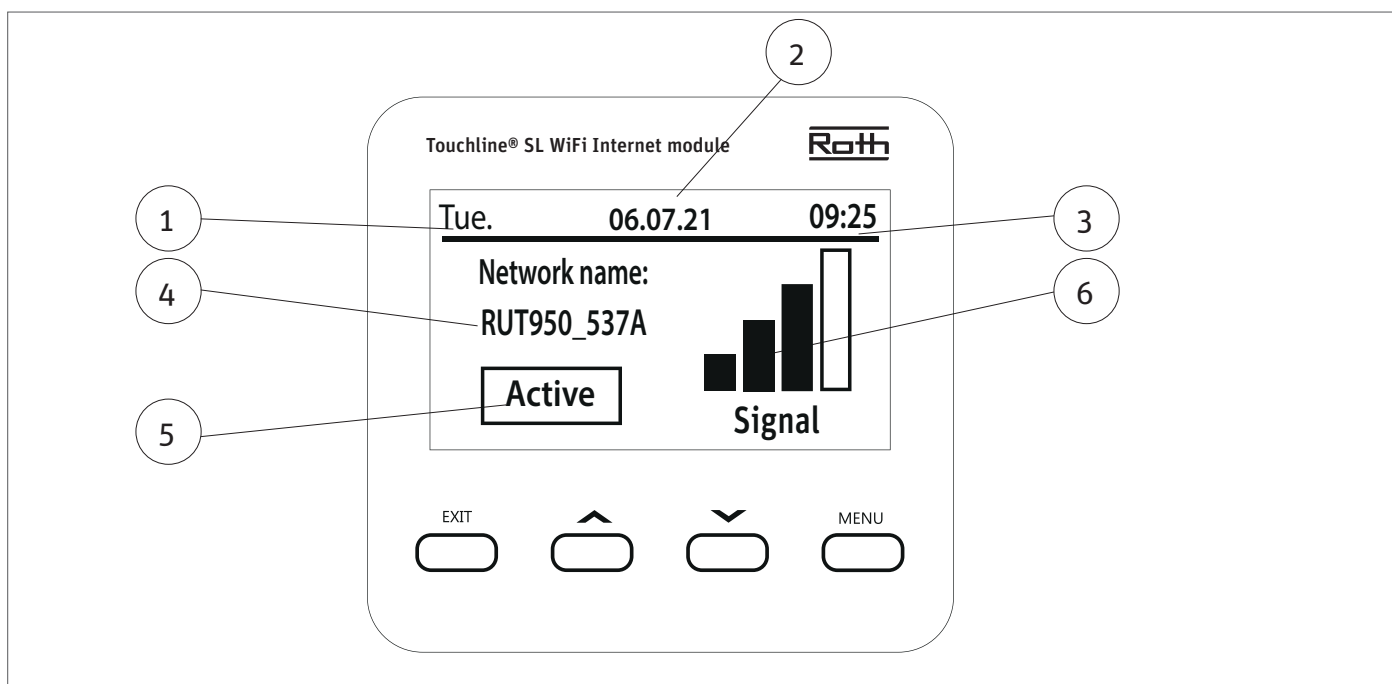 2
Touchline® SL WiFi Internet module Roth
1 Tue. 06.07.21 09:25 3
Network name:
4 RUT950_537A 6
Active
5 Signal
EXIT MENU